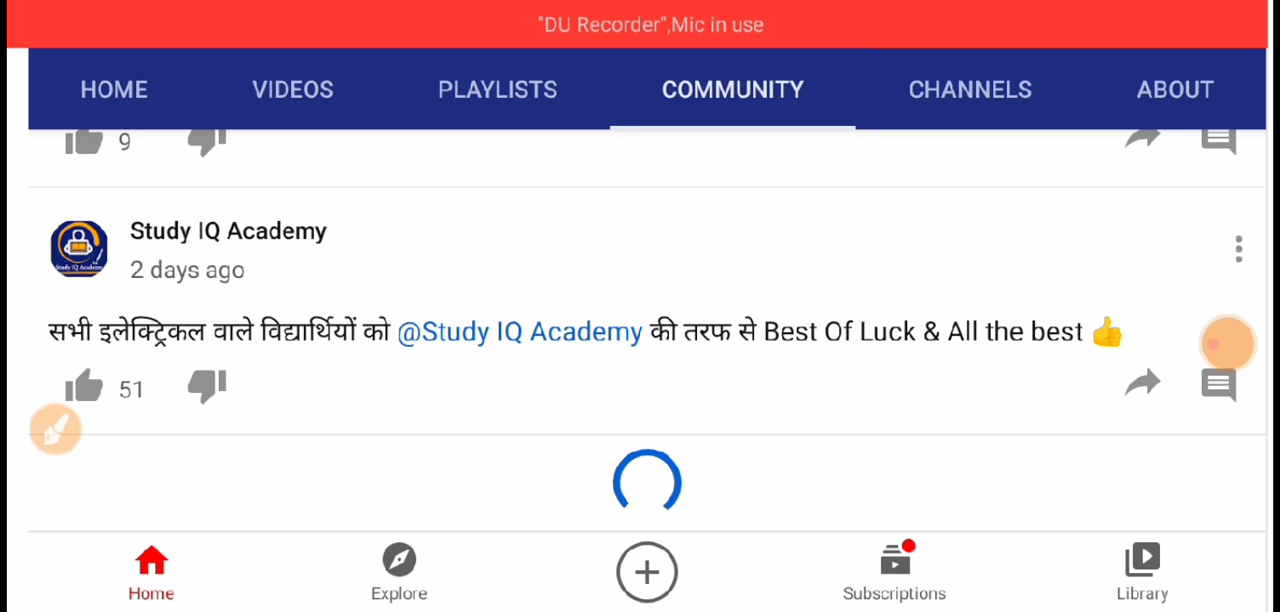 "DU Recorder",Mic in use
HOME VIDEOS PLAYLISTS COMMUNITY CHANNELS ABOUT
9
Study IQ Academy
2 days ago
सभी इलेक्ट्रिकल वाले विद्यार्थियों को @Study IQ Academy की तरफ से Best Of Luck & All the best 👍
51
Home Explore Subscriptions Library